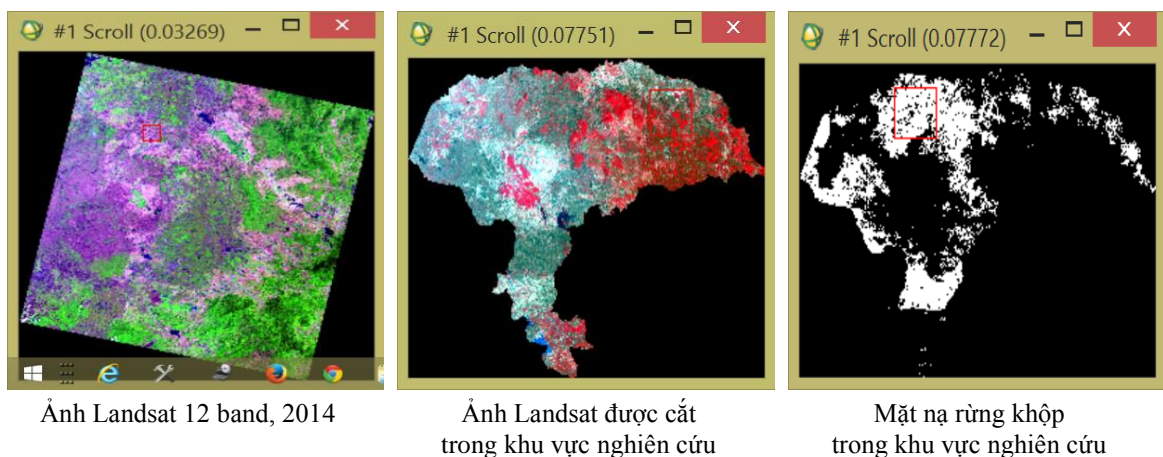 #1 Scroll (0.03269)
#1 Scroll (0.07751)
#1 Scroll (0.07772)
Ảnh Landsat 12 band, 2014
Ảnh Landsat được cắt
trong khu vực nghiên cứu
Mặt nạ rừng khộp
trong khu vực nghiên cứu